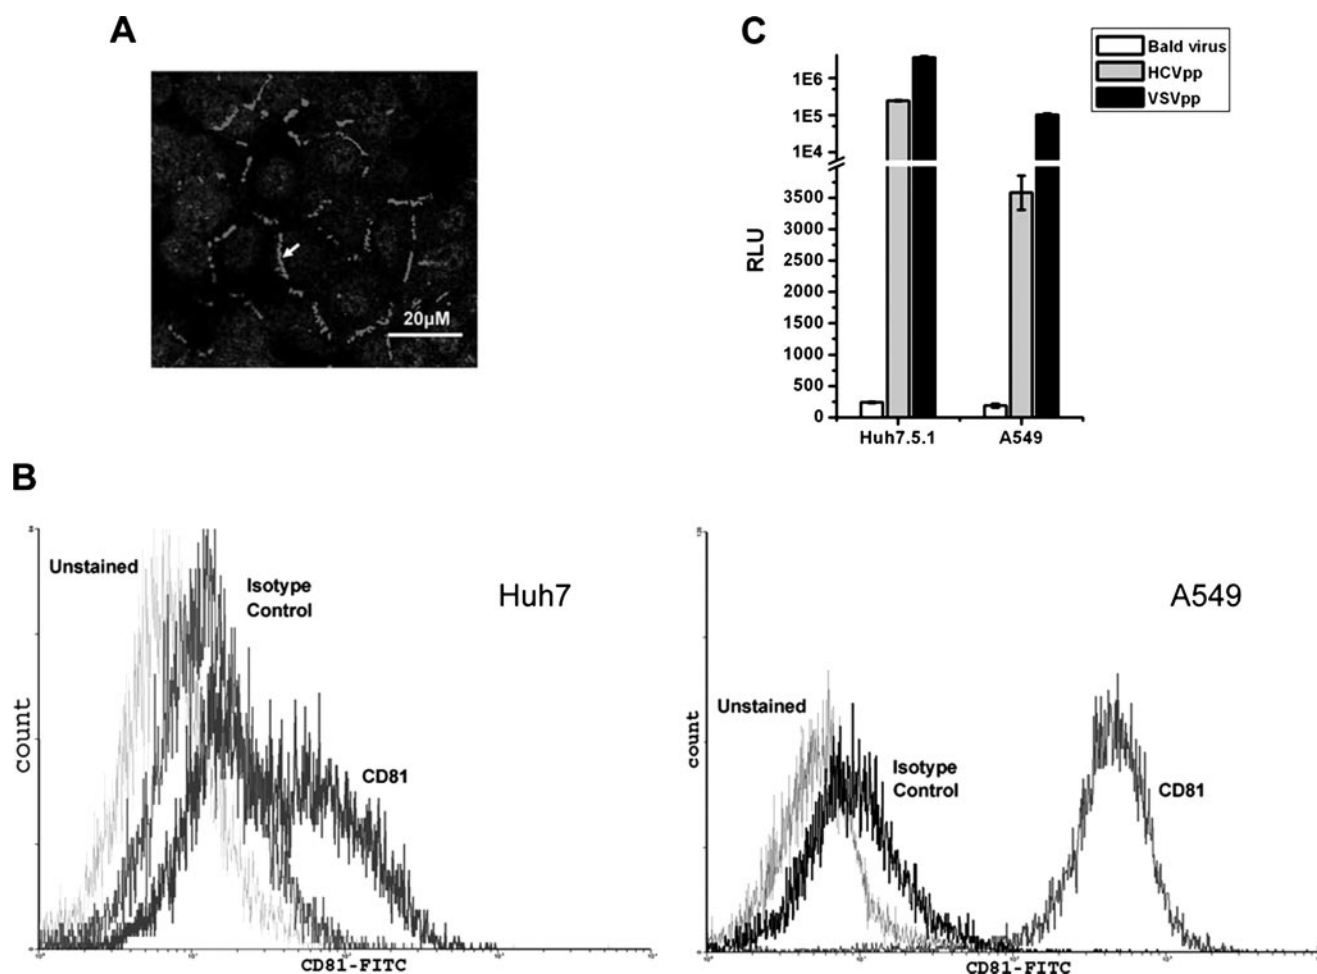 A
20µM
C
Bald virus
HCVpp
VSVpp
1E6
1E5
1E4
3500
3000
2500
2000
1500
1000
500
0
RLU
Huh7.5.1
A549
B
Unstained
Isotype
Control
Huh7
CD81
count
CD81-FITC
Unstained
Isotype
Control
A549
CD81
count
CD81-FITC